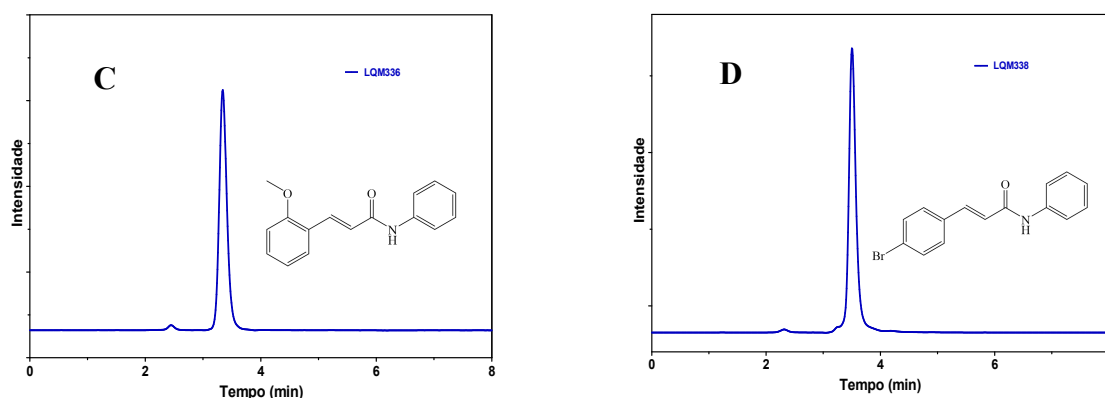 C
LQM336
Intensidade
O
O
N
H
0
2
4
6
8
Tempo (min)
D
LQM338
Intensidade
O
N
H
Br
0
2
4
6
Tempo (min)